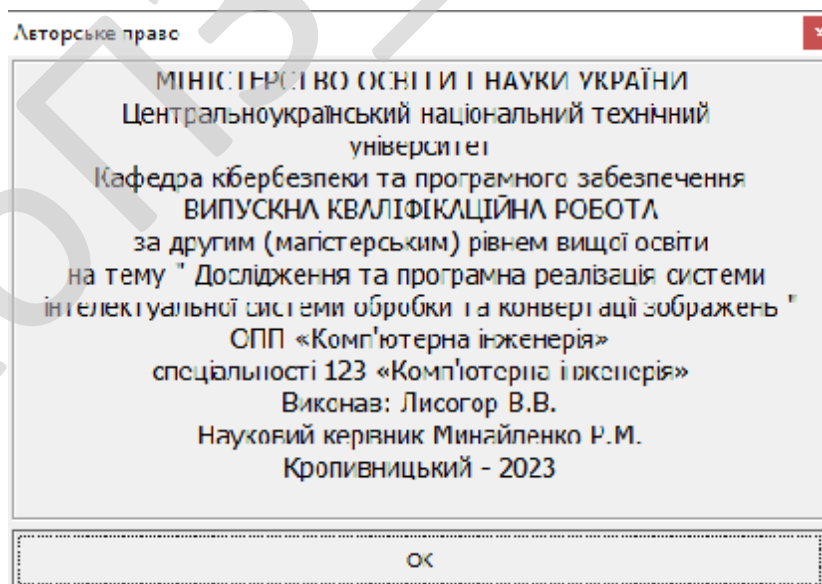 Авторське право
МІНІСТЕРСТВО ОСВІТИ І НАУКИ УКРАЇНИ
Центральноукраїнський національний технічний
університет
Кафедра кібербезпеки та програмного забезпечення
ВИПУСКНА КВАЛІФІКАЦІЙНА РОБОТА
за другим (магістерським) рівнем вищої освіти
на тему " Дослідження та програмна реалізація системи
інтелектуальної системи обробки та конвертації зображень "
ОПП «Комп'ютерна інженерія»
спеціальності 123 «Комп'ютерна інженерія»
Виконав: Лисогор В.В.
Науковий керівник Минайленко Р.М.
Кропивницький - 2023
ОК